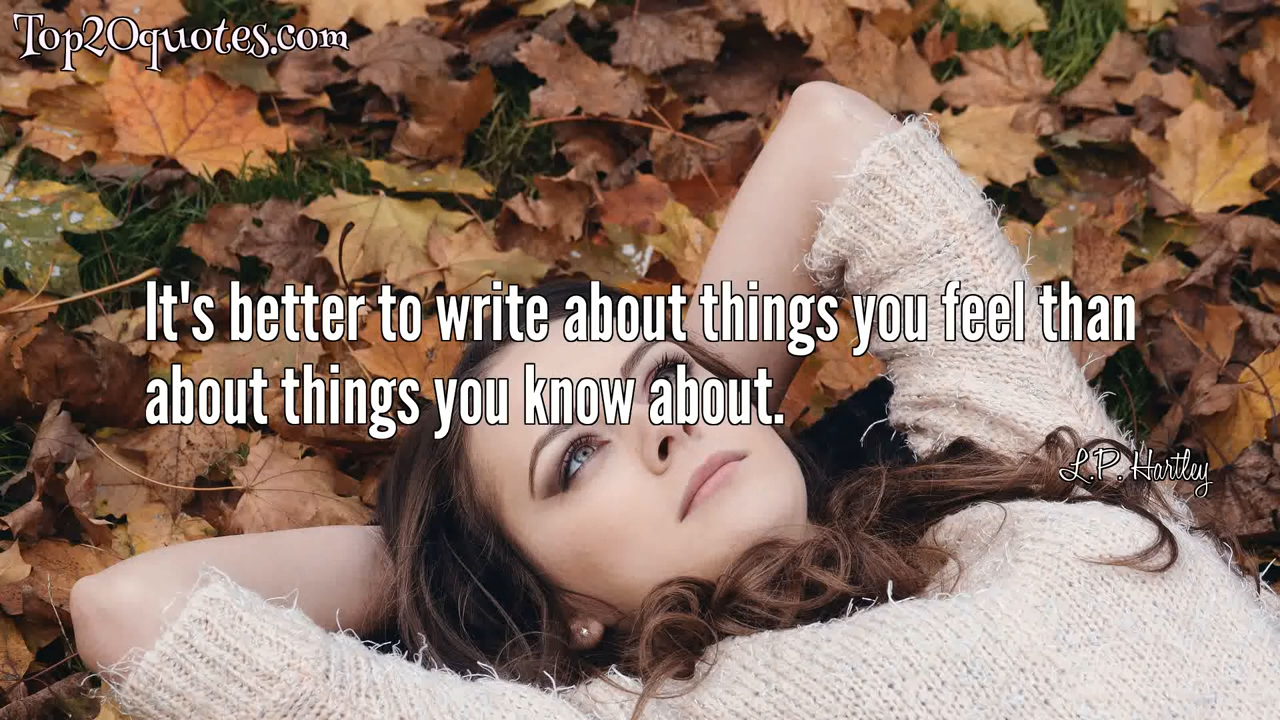 Top20quotes.com
It's better to write about things you feel than
about things you know about.
L.P. Hartley